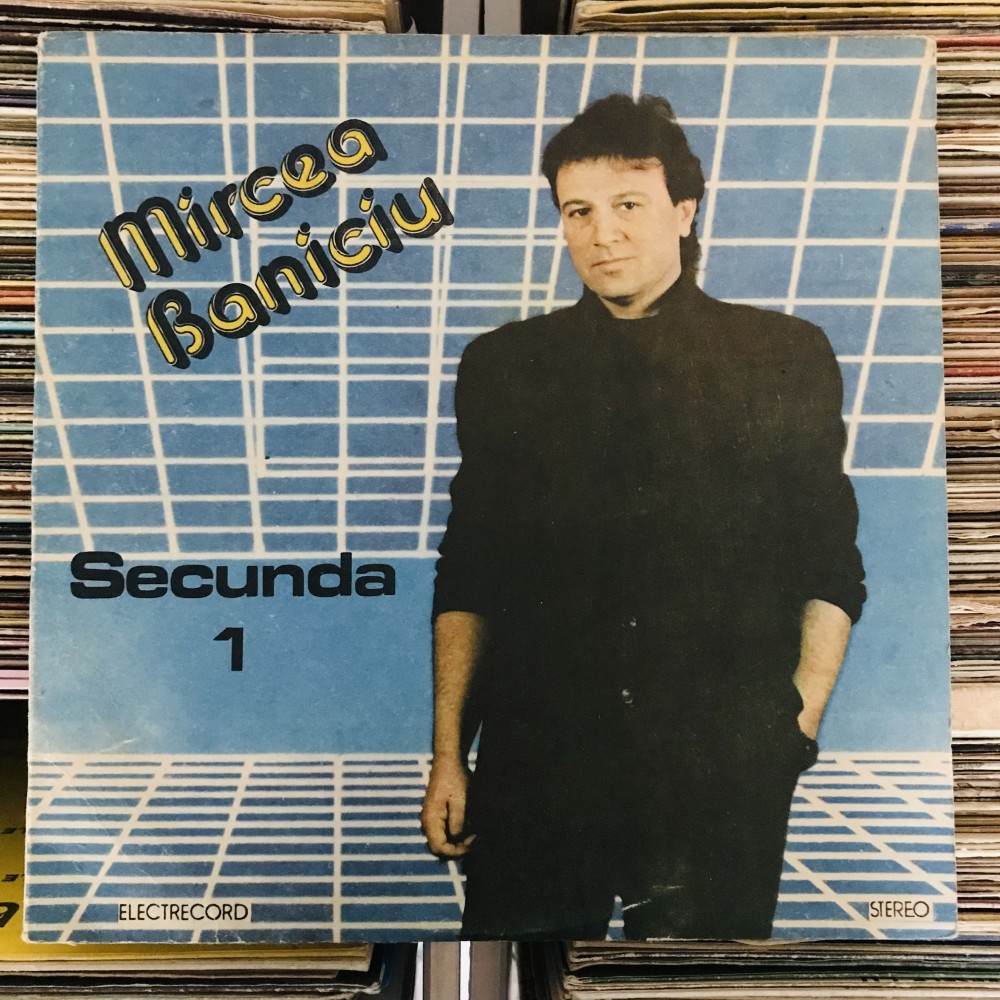 Mircea
Baniciu
Secunda
1
ELECTRECORD
STEREO